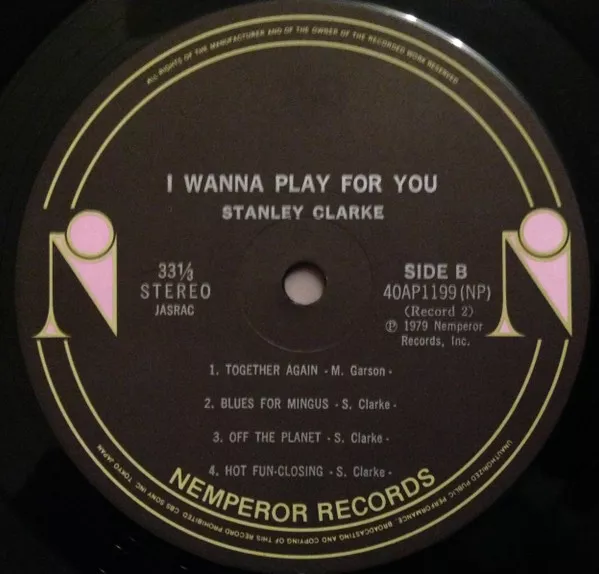 ALL RIGHTS OF THE MANUFACTURER AND OF THE OWNER OF THE RECORDED WORK RESERVED.
I WANNA PLAY FOR YOU
STANLEY CLARKE
33⅓
STEREO
JASRAC
SIDE B
40AP1199(NP)
(Record 2)
Ⓟ 1979 Nemperor
Records, Inc.
1. TOGETHER AGAIN - M. Garson -
2. BLUES FOR MINGUS - S. Clarke -
3. OFF THE PLANET - S. Clarke -
4. HOT FUN-CLOSING - S. Clarke -
NEMPEROR RECORDS
UNAUTHORIZED PUBLIC PERFORMANCE, BROADCASTING AND COPYING OF THIS RECORD PROHIBITED. CBS SONY INC. TOKYO JAPAN